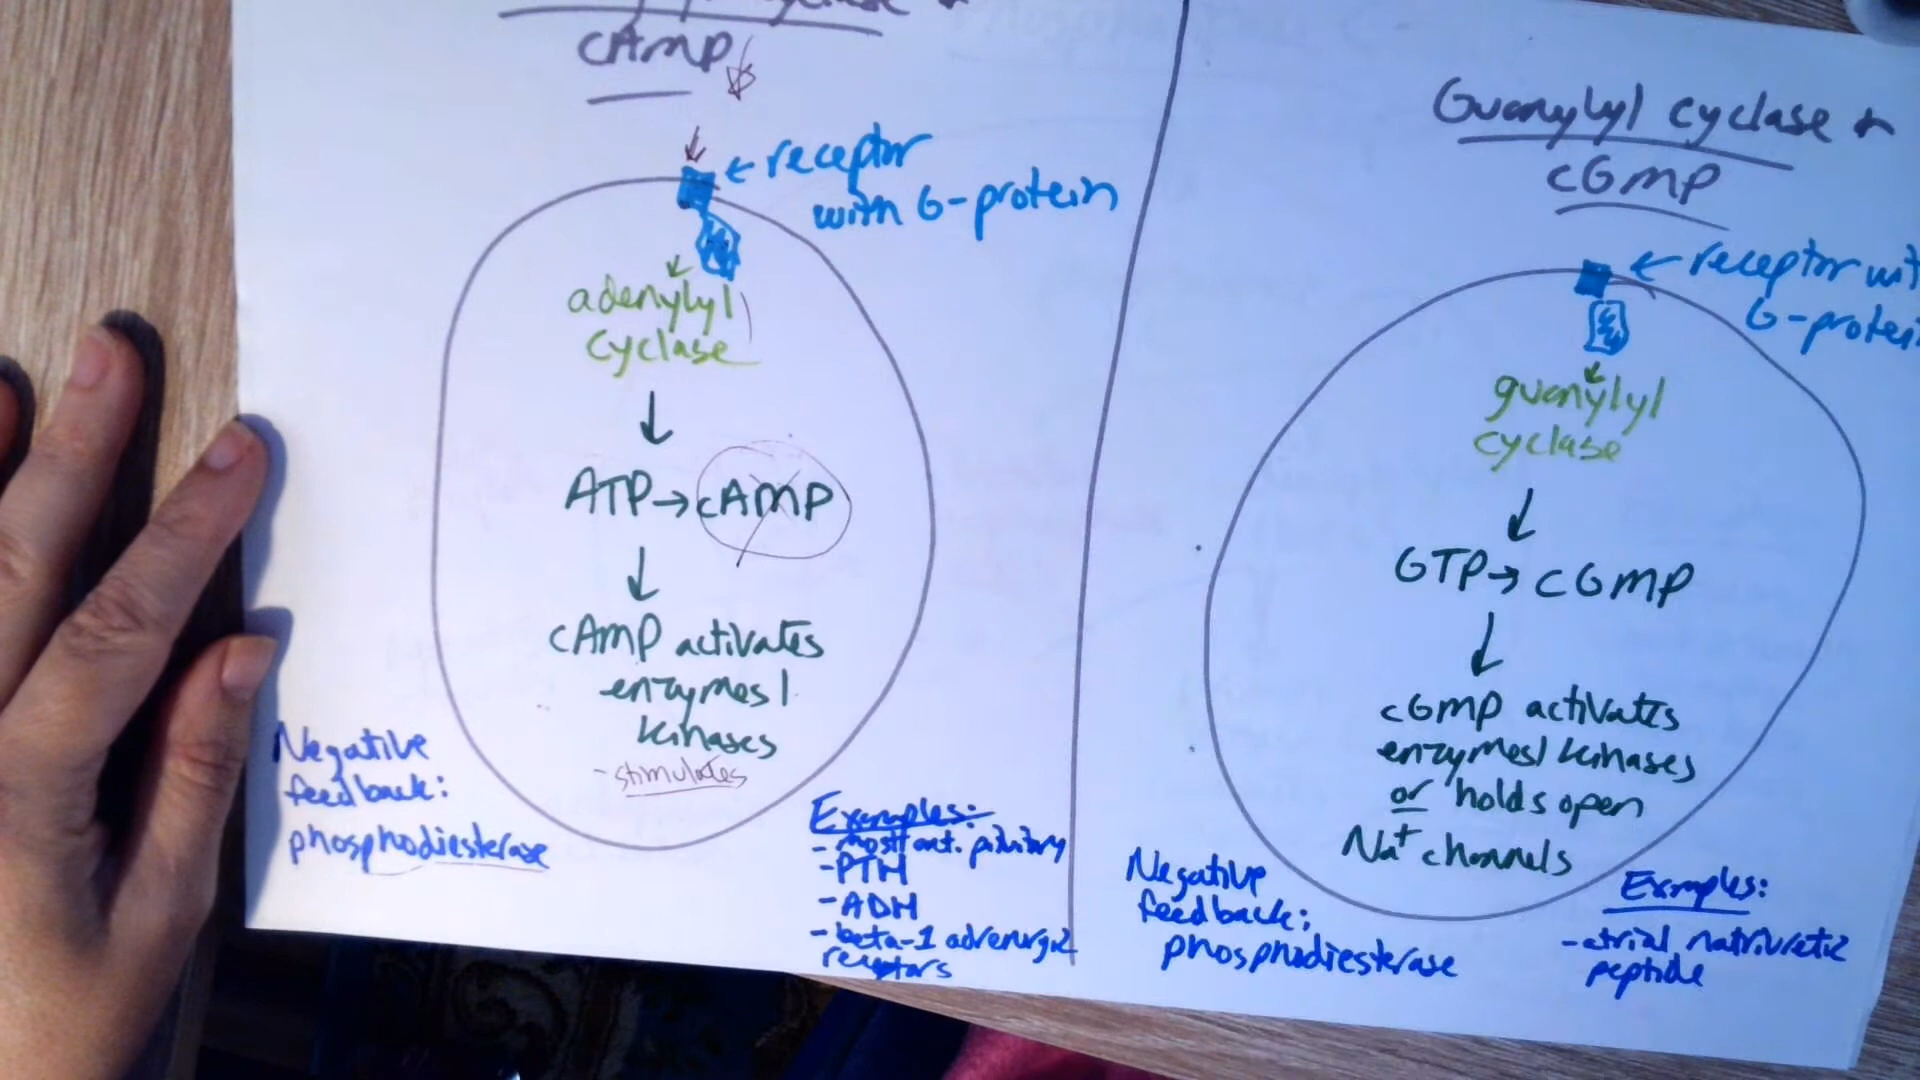 cyclase +
cAMP
← receptor
with G-protein
adenylyl
cyclase
ATP → cAMP
cAMP activates
enzymes/
kinases
- stimulates
Negative
feedback:
phosphodiesterase
Examples:
- most ant. pituitary
- PTH
- ADH
- beta-1 adrenergic
receptors
Guanylyl cyclase +
cGMP
← receptor wit
G-protein
guanylyl
cyclase
GTP → cGMP
cGMP activates
enzymes/kinases
or holds open
Na+ channels
Negative
feedback:
phosphodiesterase
Examples:
- atrial natriuretic
peptide